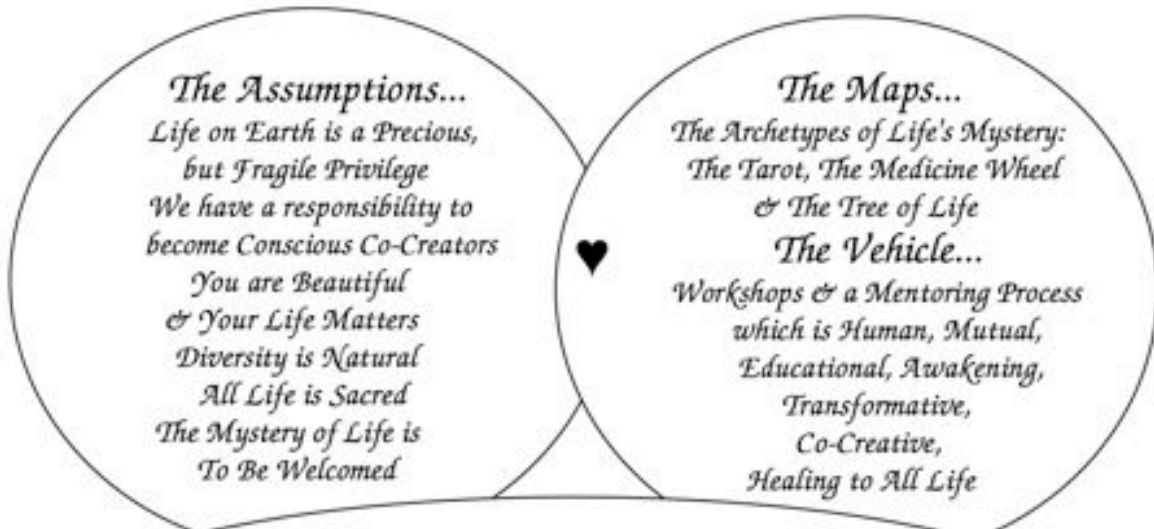 The Assumptions...
Life on Earth is a Precious,
but Fragile Privilege
We have a responsibility to
become Conscious Co-Creators
You are Beautiful
& Your Life Matters
Diversity is Natural
All Life is Sacred
The Mystery of Life is
To Be Welcomed
The Maps...
The Archetypes of Life's Mystery:
The Tarot, The Medicine Wheel
& The Tree of Life
The Vehicle...
Workshops & a Mentoring Process
which is Human, Mutual,
Educational, Awakening,
Transformative,
Co-Creative,
Healing to All Life